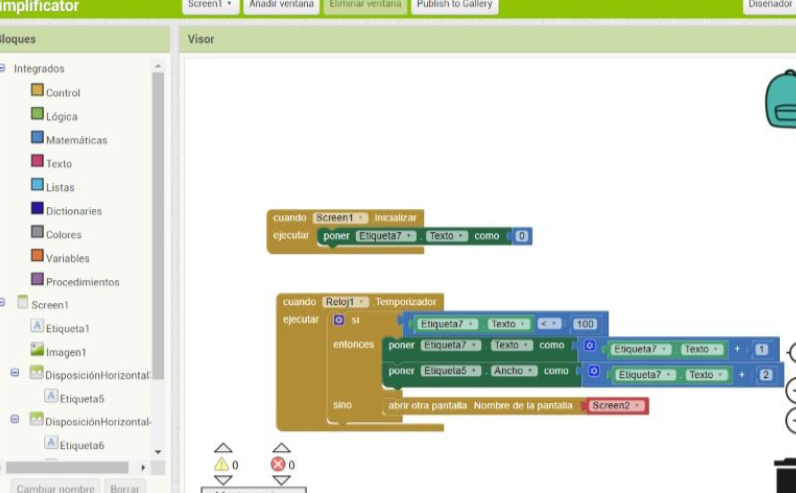 implificator
Screen1 Añadir ventana Eliminar ventana Publish to Gallery Diseñador
Bloques Visor
Integrados
Control
Lógica
Matemáticas
Texto
Listas
Dictionaries
Colores
Variables
Procedimientos
Screen1
Etiqueta1
Imagen1
DisposiciónHorizontal
Etiqueta5
DisposiciónHorizontal
Etiqueta6
Cambiar nombre Borrar
cuando Screen1 .Inicializar
ejecutar poner Etiqueta7 . Texto como 0
cuando Reloj1 .Temporizador
ejecutar si Etiqueta7 . Texto < 100
entonces poner Etiqueta7 . Texto como Etiqueta7 . Texto + 1
poner Etiqueta5 . Ancho como Etiqueta7 . Texto + 2
sino abrir otra pantalla Nombre de la pantalla Screen2
0 0